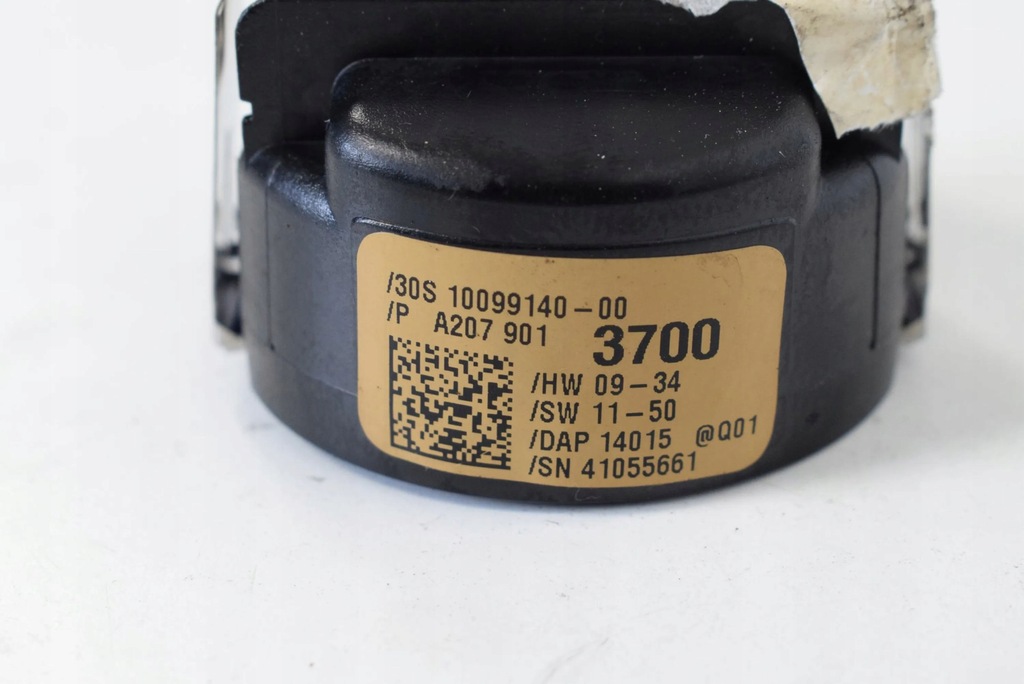 /30S 10099140-00
/P A207 901 3700
/HW 09-34
/SW 11-50
/DAP 14015 @Q01
/SN 41055661